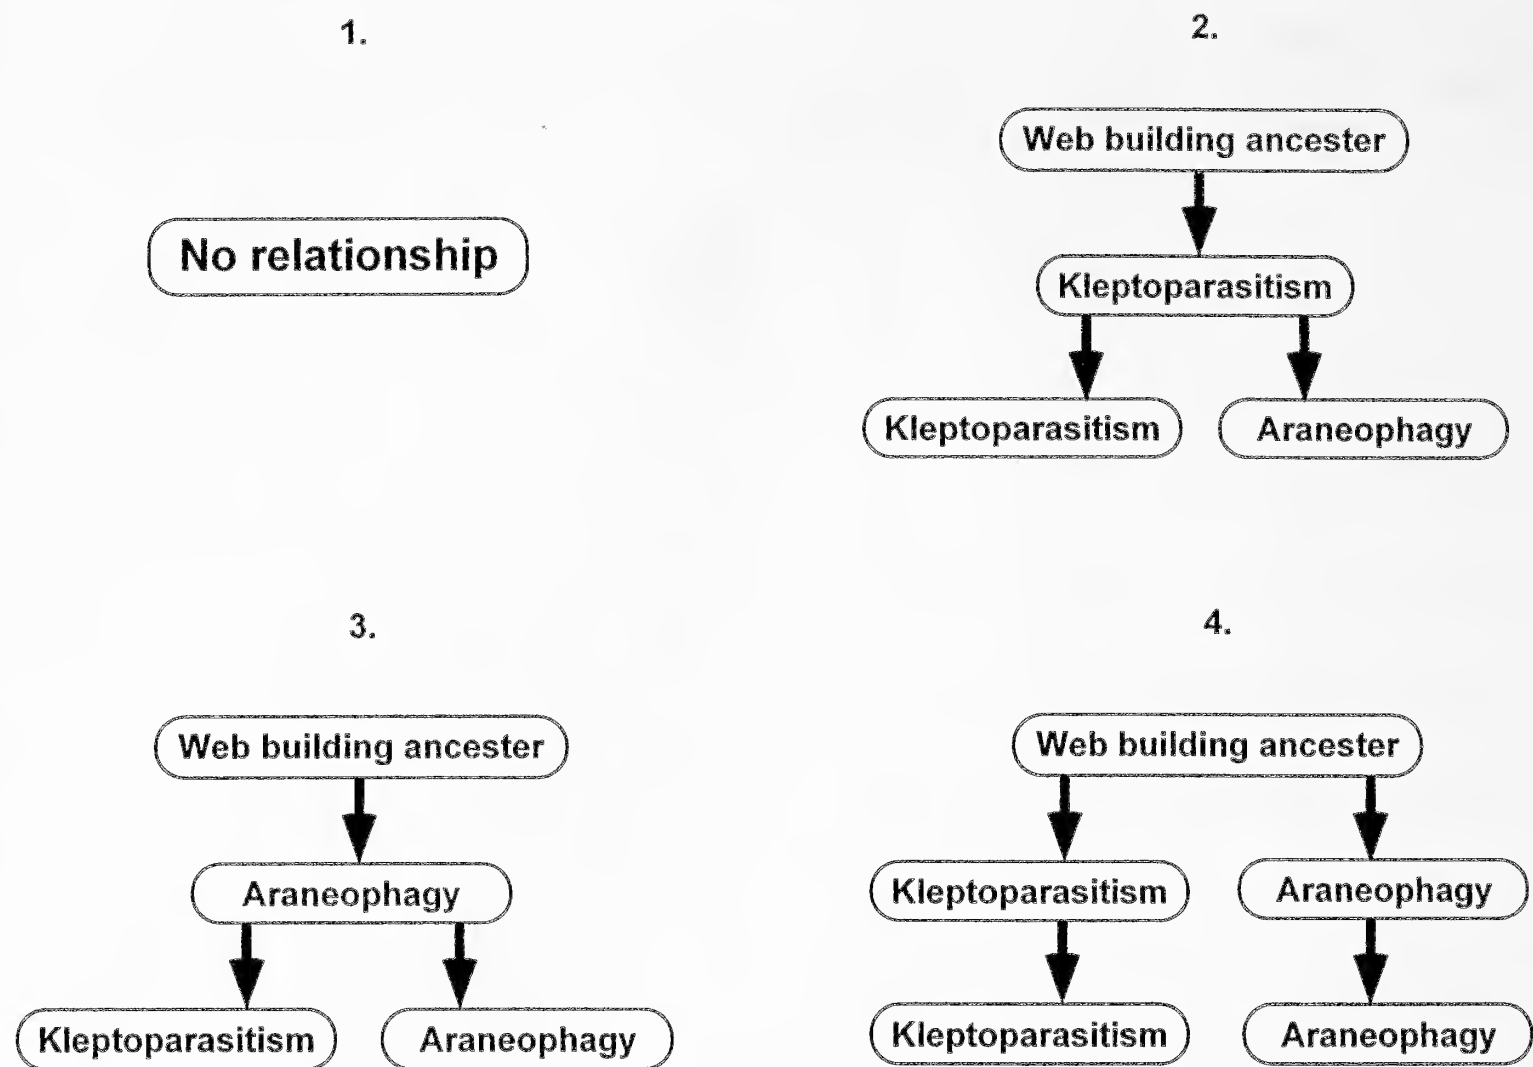 1.
No relationship
2.
Web building ancester
Kleptoparasitism
Kleptoparasitism Araneophagy
3.
Web building ancester
Araneophagy
Kleptoparasitism Araneophagy
4.
Web building ancester
Kleptoparasitism Araneophagy
Kleptoparasitism Araneophagy